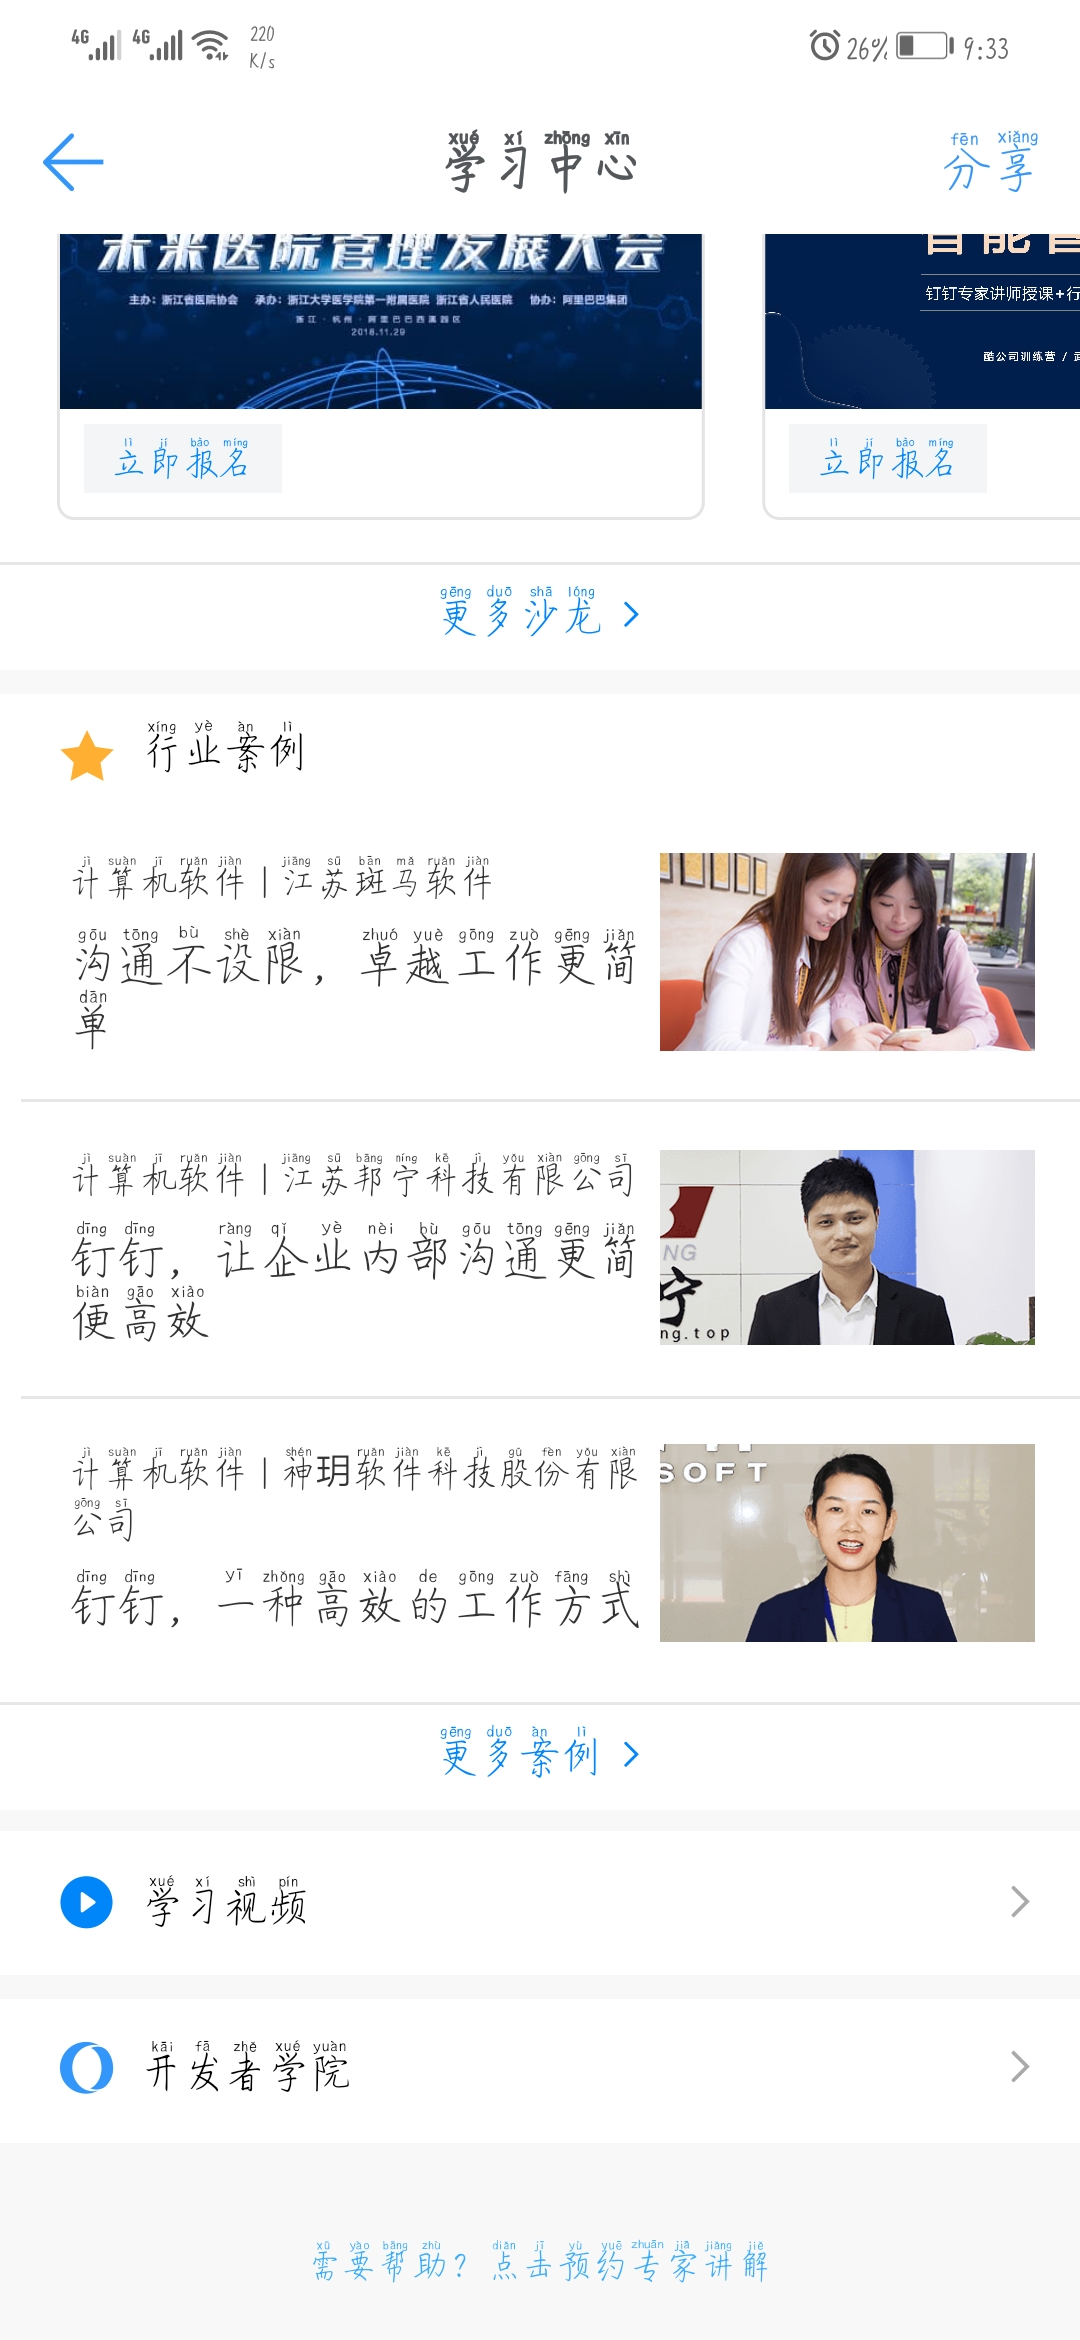 4G 4G 220 K/s 26% 9:33
xué xí zhōng xīn fēn xiǎng
学习中心 分享
未来医院管理发展大会
主办：浙江省医院协会 承办：浙江大学医学院第一附属医院 浙江省人民医院 协办：阿里巴巴集团
浙江·杭州·阿里巴巴西溪园区
2018.11.29
智能
钉钉专家讲师授课+行
酷公司训练营 /
lì jí bào míng
立即报名
lì jí bào míng
立即报名
gēng duō shā lóng
更多沙龙
xíng yè àn lì
行业案例
jì suàn jī ruǎn jiàn jiāng sū bān mǎ ruǎn jiàn
计算机软件 | 江苏斑马软件
gōu tōng bù shè xiàn zhuó yuè gōng zuò gēng jiǎn
沟通不设限，卓越工作更简
dān
单
jì suàn jī ruǎn jiàn jiāng sū bāng níng kē jì yǒu xiàn gōng sī
计算机软件 | 江苏邦宁科技有限公司
dīng dīng ràng qǐ yè nèi bù gōu tōng gēng jiǎn
钉钉，让企业内部沟通更简
biàn gāo xiào
便高效
NG
宁
ng.top
jì suàn jī ruǎn jiàn shén ruǎn jiàn kē jì gǔ fèn yǒu xiàn
计算机软件 | 神玥软件科技股份有限
gōng sī
公司
dīng dīng yī zhǒng gāo xiào de gōng zuò fāng shì
钉钉，一种高效的工作方式
SOFT
gēng duō àn lì
更多案例
xué xí shì pín
学习视频
kāi fā zhě xué yuàn
开发者学院
xū yào bāng zhù diǎn jī yù yuē zhuān jiā jiǎng jiě
需要帮助？点击预约专家讲解